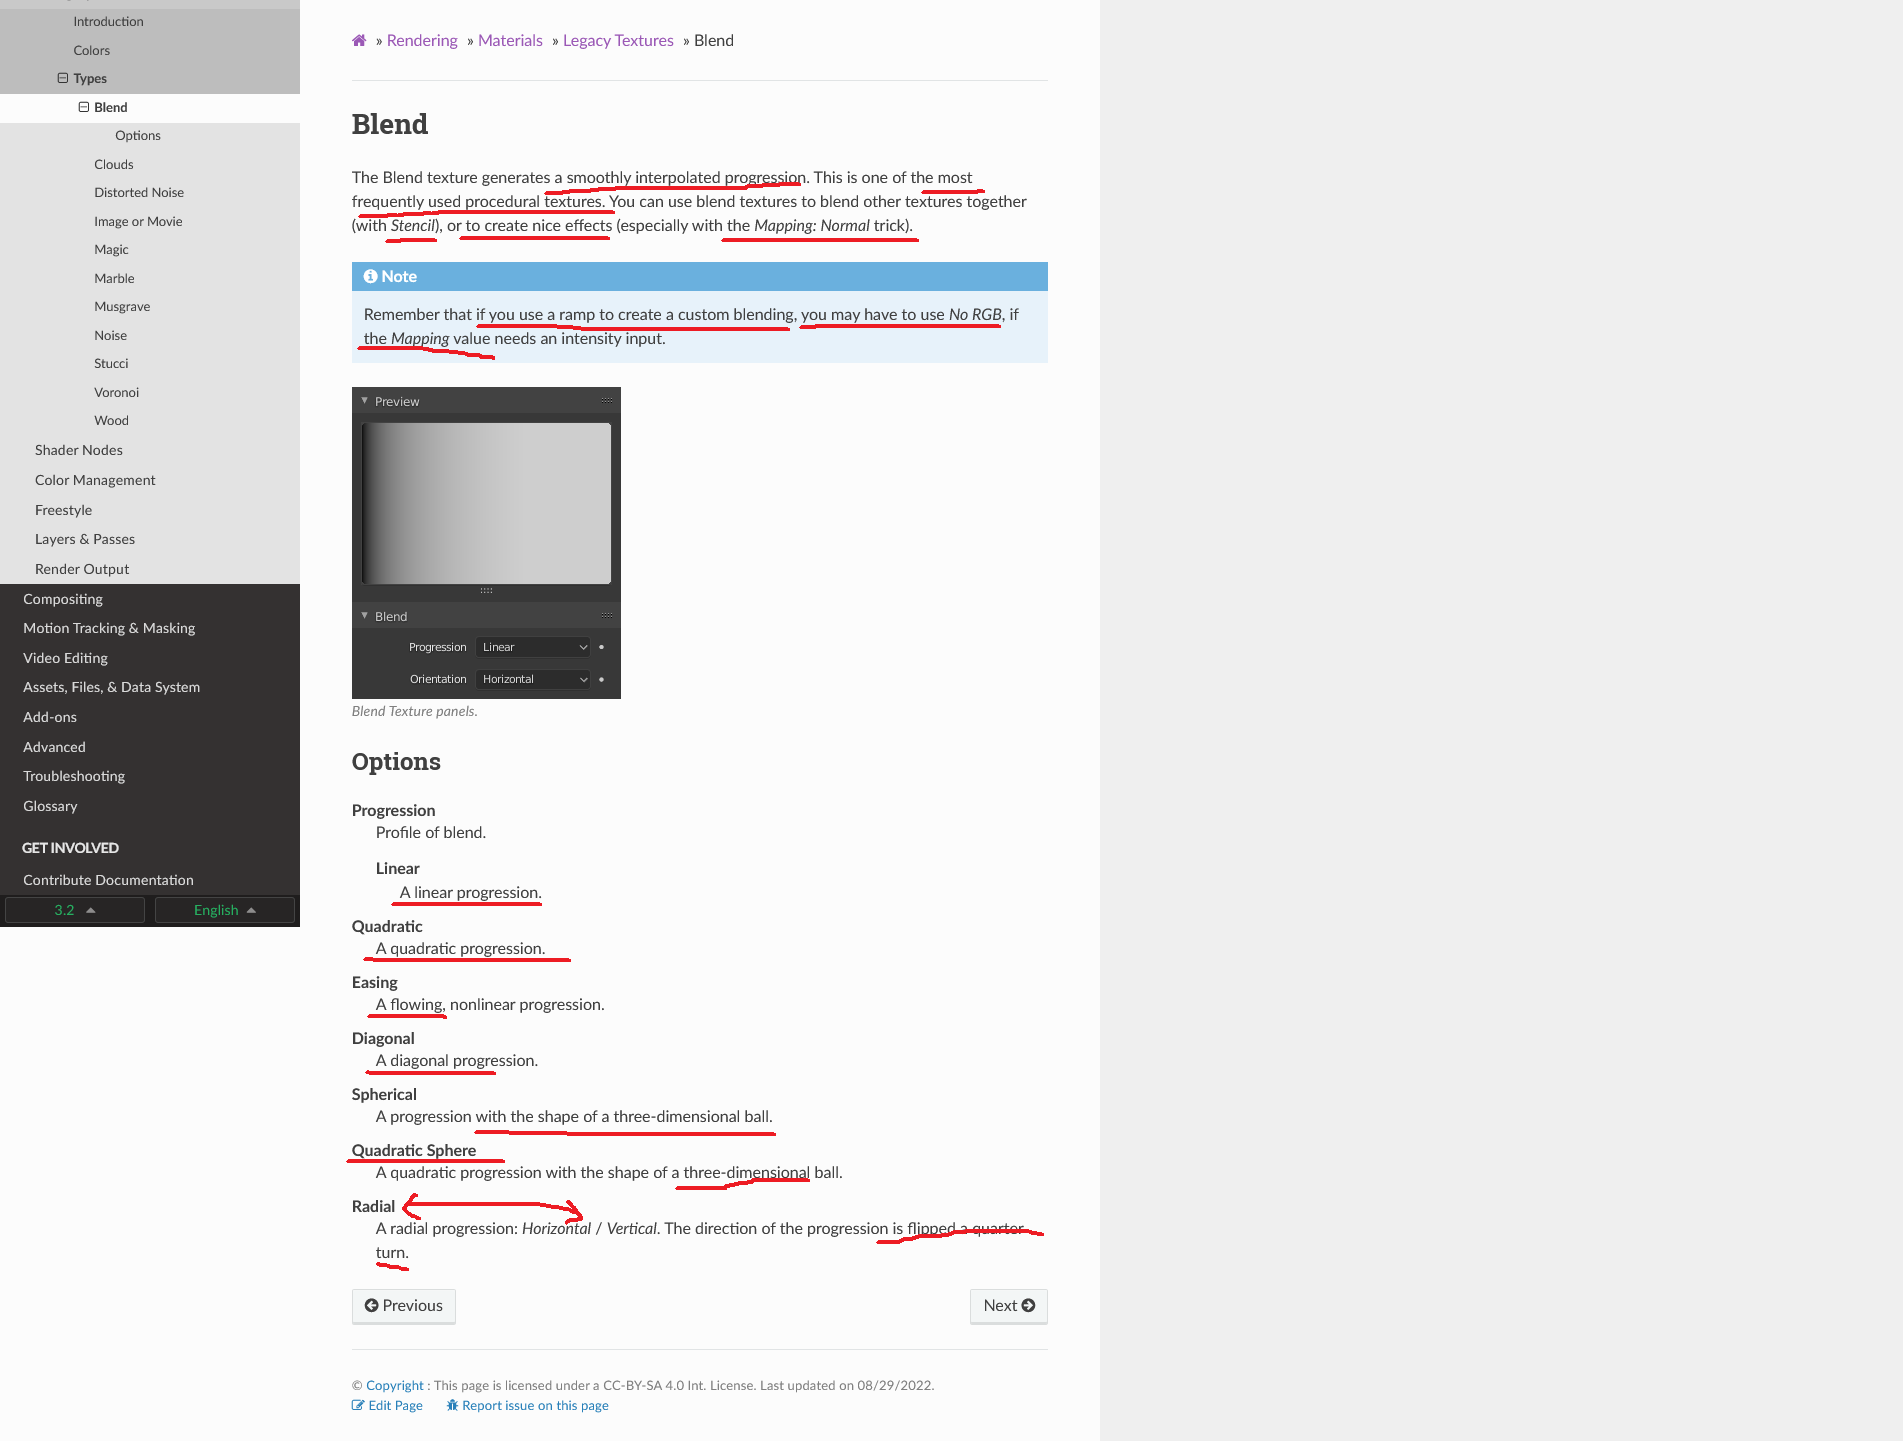 Introduction
Colors
Types
Blend
Options
Clouds
Distorted Noise
Image or Movie
Magic
Marble
Musgrave
Noise
Stucci
Voronoi
Wood
Shader Nodes
Color Management
Freestyle
Layers & Passes
Render Output
Compositing
Motion Tracking & Masking
Video Editing
Assets, Files, & Data System
Add-ons
Advanced
Troubleshooting
Glossary
GET INVOLVED
Contribute Documentation
3.2 English
» Rendering » Materials » Legacy Textures » Blend
Blend
The Blend texture generates a smoothly interpolated progression. This is one of the most
frequently used procedural textures. You can use blend textures to blend other textures together
(with Stencil), or to create nice effects (especially with the Mapping: Normal trick).
Note
Remember that if you use a ramp to create a custom blending, you may have to use No RGB, if
the Mapping value needs an intensity input.
Preview
Blend
Progression Linear
Orientation Horizontal
Blend Texture panels.
Options
Progression
Profile of blend.
Linear
A linear progression.
Quadratic
A quadratic progression.
Easing
A flowing, nonlinear progression.
Diagonal
A diagonal progression.
Spherical
A progression with the shape of a three-dimensional ball.
Quadratic Sphere
A quadratic progression with the shape of a three-dimensional ball.
Radial
A radial progression: Horizontal / Vertical. The direction of the progression is flipped a quarter
turn.
Previous Next
© Copyright : This page is licensed under a CC-BY-SA 4.0 Int. License. Last updated on 08/29/2022.
Edit Page Report issue on this page